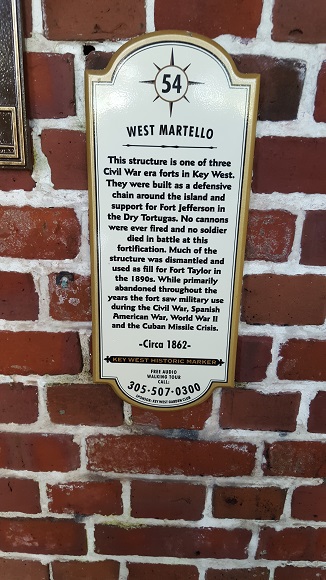 54
WEST MARTELLO
This structure is one of three
Civil War era forts in Key West.
They were built as a defensive
chain around the island and
support for Fort Jefferson in
the Dry Tortugas. No cannons
were ever fired and no soldier
died in battle at this
fortification. Much of the
structure was dismantled and
used as fill for Fort Taylor in
the 1890s. While primarily
abandoned throughout the
years the fort saw military use
during the Civil War, Spanish
American War, World War II
and the Cuban Missile Crisis.
-Circa 1862-
KEY WEST HISTORIC MARKER
FREE AUDIO
WALKING TOUR
CALL:
305-507-0300
SPONSOR: KEY WEST GARDEN CLUB